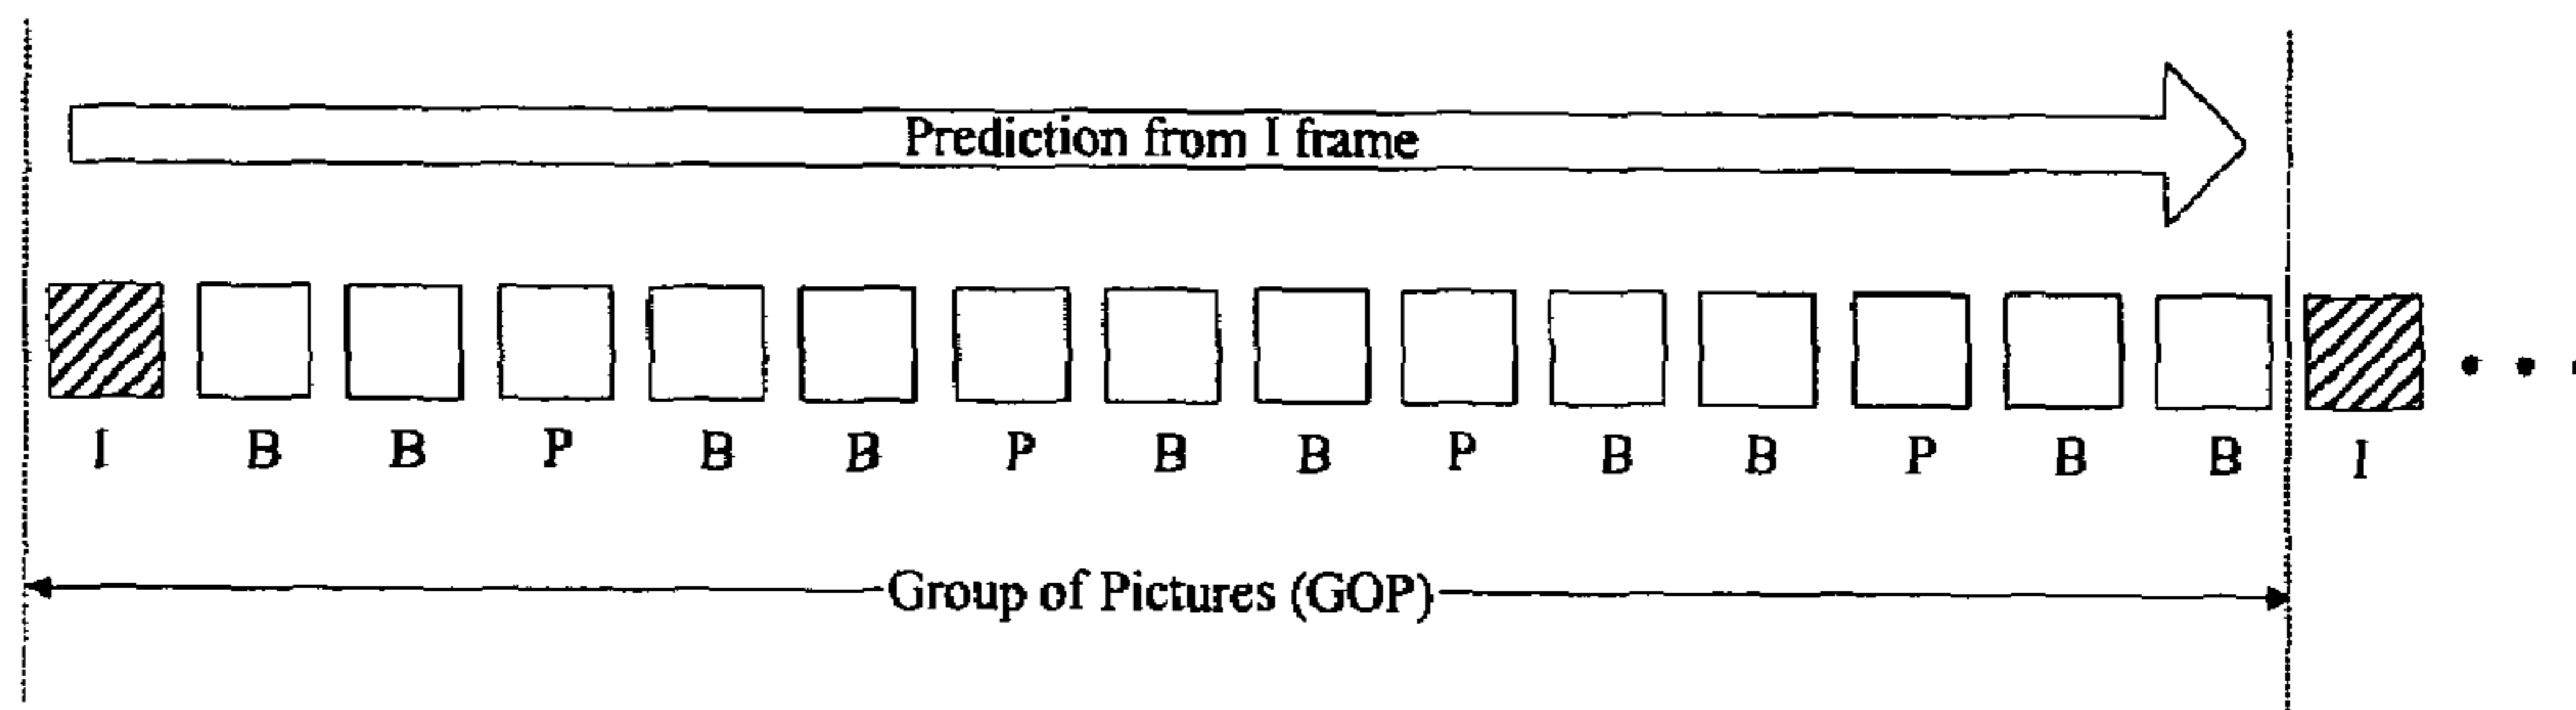 Prediction from I frame
I B B P B B P B B P B B P B B I
Group of Pictures (GOP)